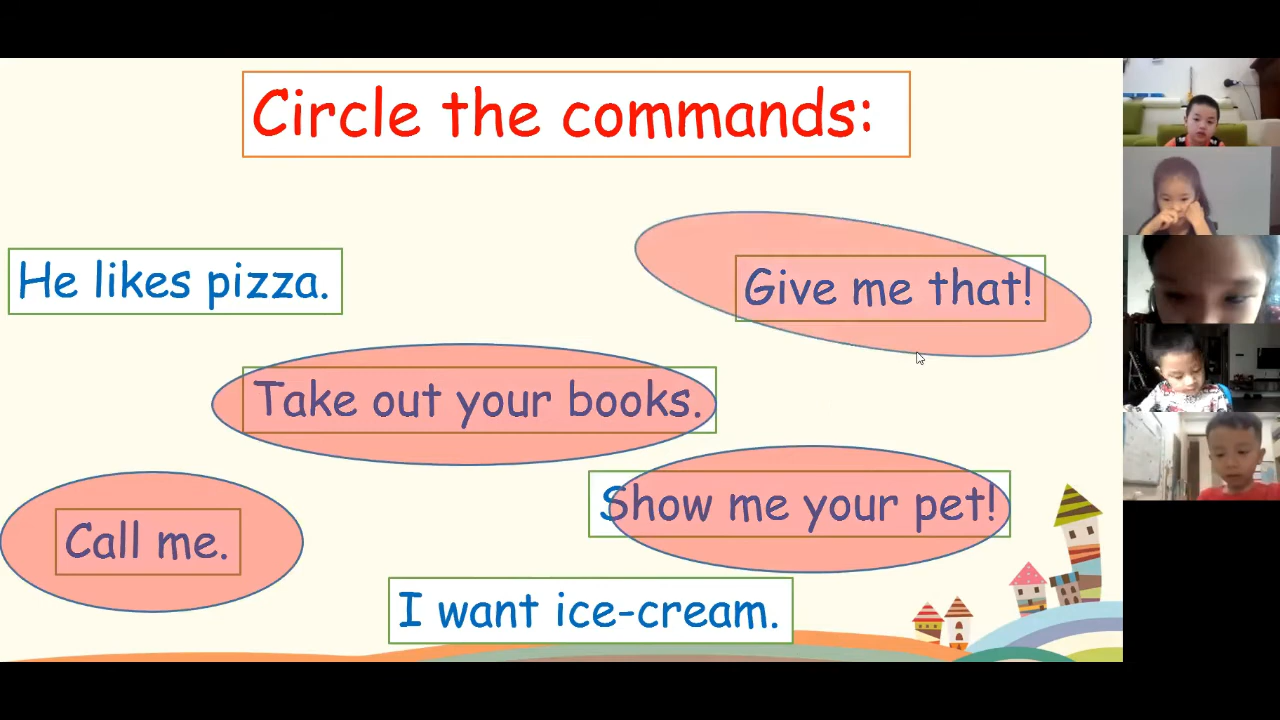 Circle the commands:
He likes pizza.
Give me that!
Take out your books.
Show me your pet!
Call me.
I want ice-cream.